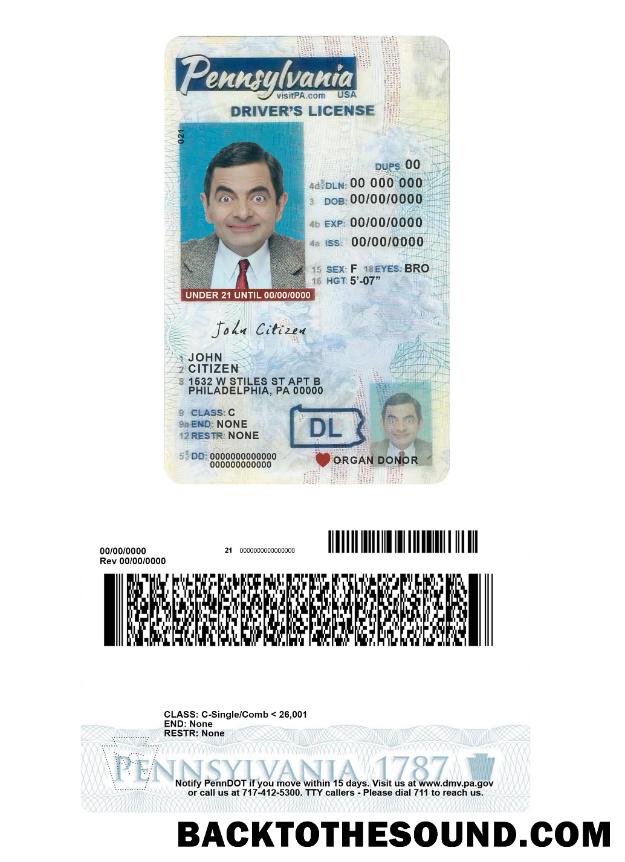 Pennsylvania
visitPA.com USA
DRIVER'S LICENSE
021
DUPS 00
4d DLN: 00 000 000
3 DOB: 00/00/0000
4b EXP: 00/00/0000
4a ISS: 00/00/0000
15 SEX: F 18 EYES: BRO
16 HGT: 5'-07"
UNDER 21 UNTIL 00/00/0000
John Citizen
1 JOHN
2 CITIZEN
8 1532 W STILES ST APT B
PHILADELPHIA, PA 00000
9 CLASS: C
9a END: NONE
12 RESTR: NONE
DL
5 DD: 0000000000000
000000000000
ORGAN DONOR
00/00/0000
Rev 00/00/0000
21 0000000000000000
CLASS: C-Single/Comb < 26,001
END: None
RESTR: None
PENNSYLVANIA 1787
Notify PennDOT if you move within 15 days. Visit us at www.dmv.pa.gov
or call us at 717-412-5300. TTY callers - Please dial 711 to reach us.
BACKTOTHESOUND.COM